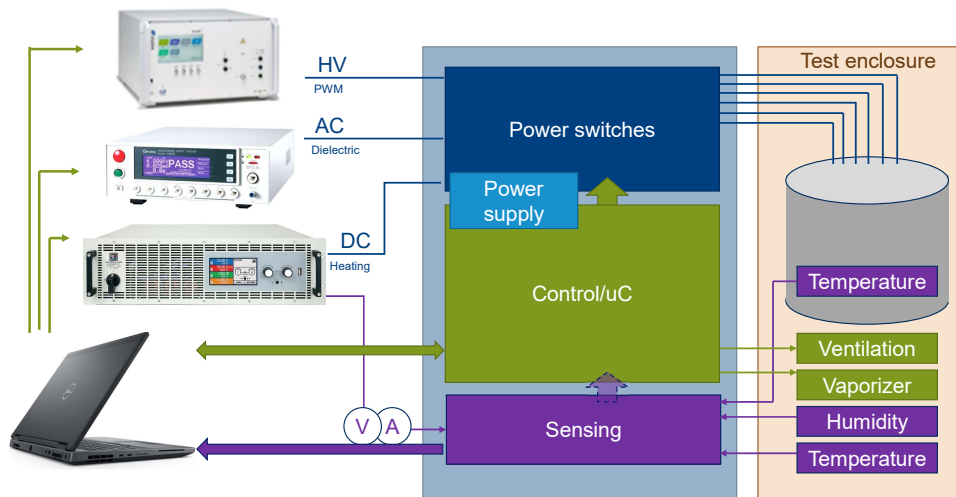 HV
PWM
AC
Dielectric
DC
Heating
Power switches
Power
supply
Control/uC
Sensing
V
A
Test enclosure
Temperature
Ventilation
Vaporizer
Humidity
Temperature
PASS